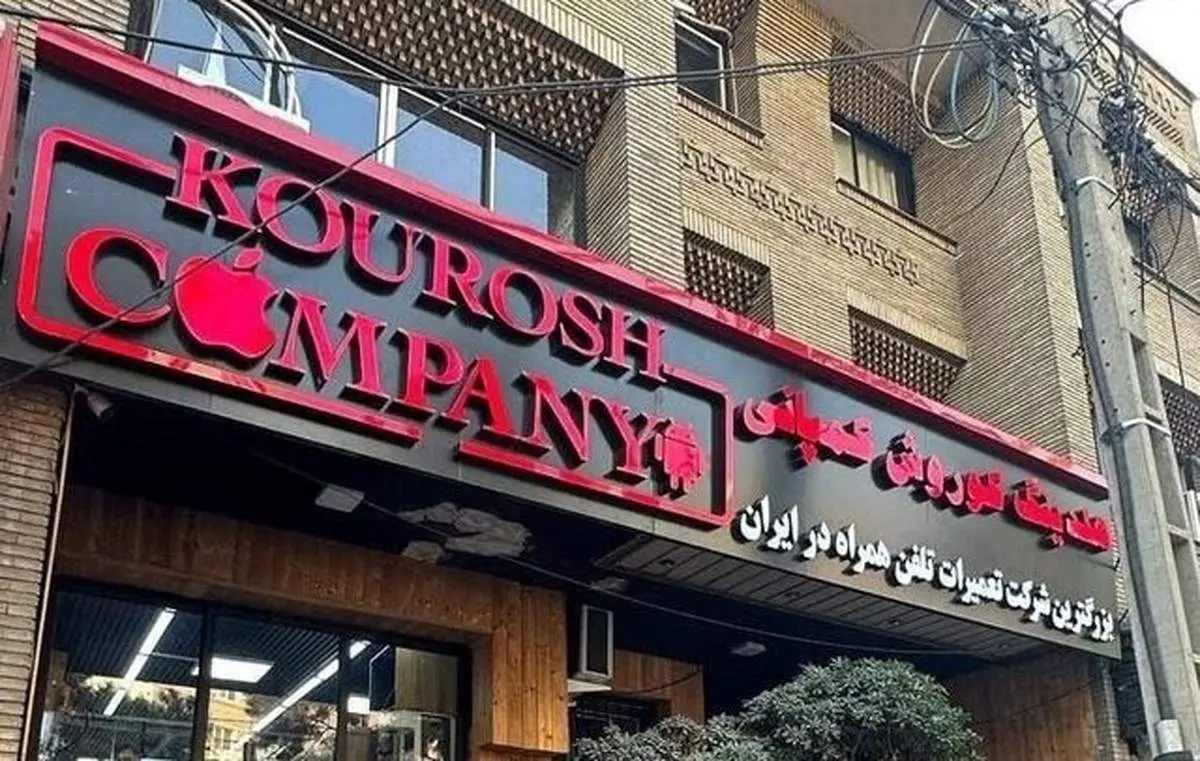 KOUROSH
COMPANY
هلدینگ کوروش کمپانی
بزرگترین شرکت تعمیرات تلفن همراه در ایران